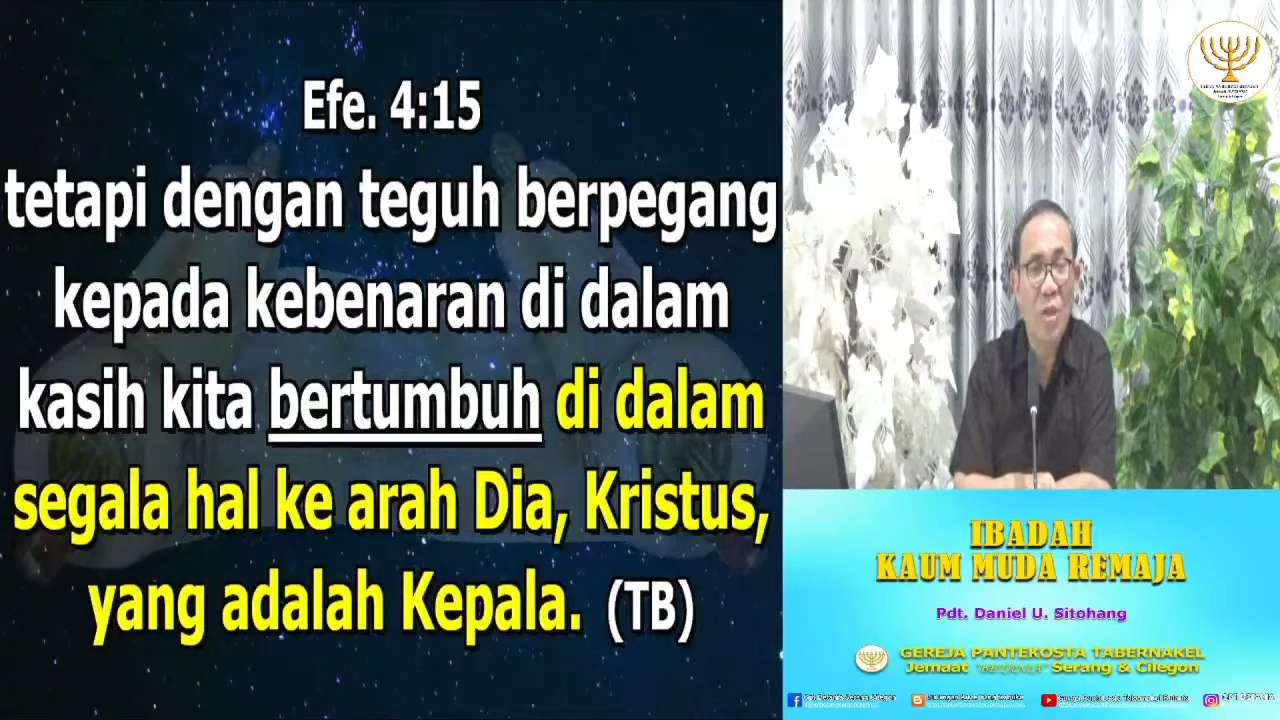 Efe. 4:15
tetapi dengan teguh berpegang
kepada kebenaran di dalam
kasih kita bertumbuh di dalam
segala hal ke arah Dia, Kristus,
yang adalah Kepala. (TB)
IBADAH
KAUM MUDA REMAJA
Pdt. Daniel U. Sitohang
GEREJA PANTEKOSTA TABERNAKEL
Jemaat "BETANIA" Serang & Cilegon